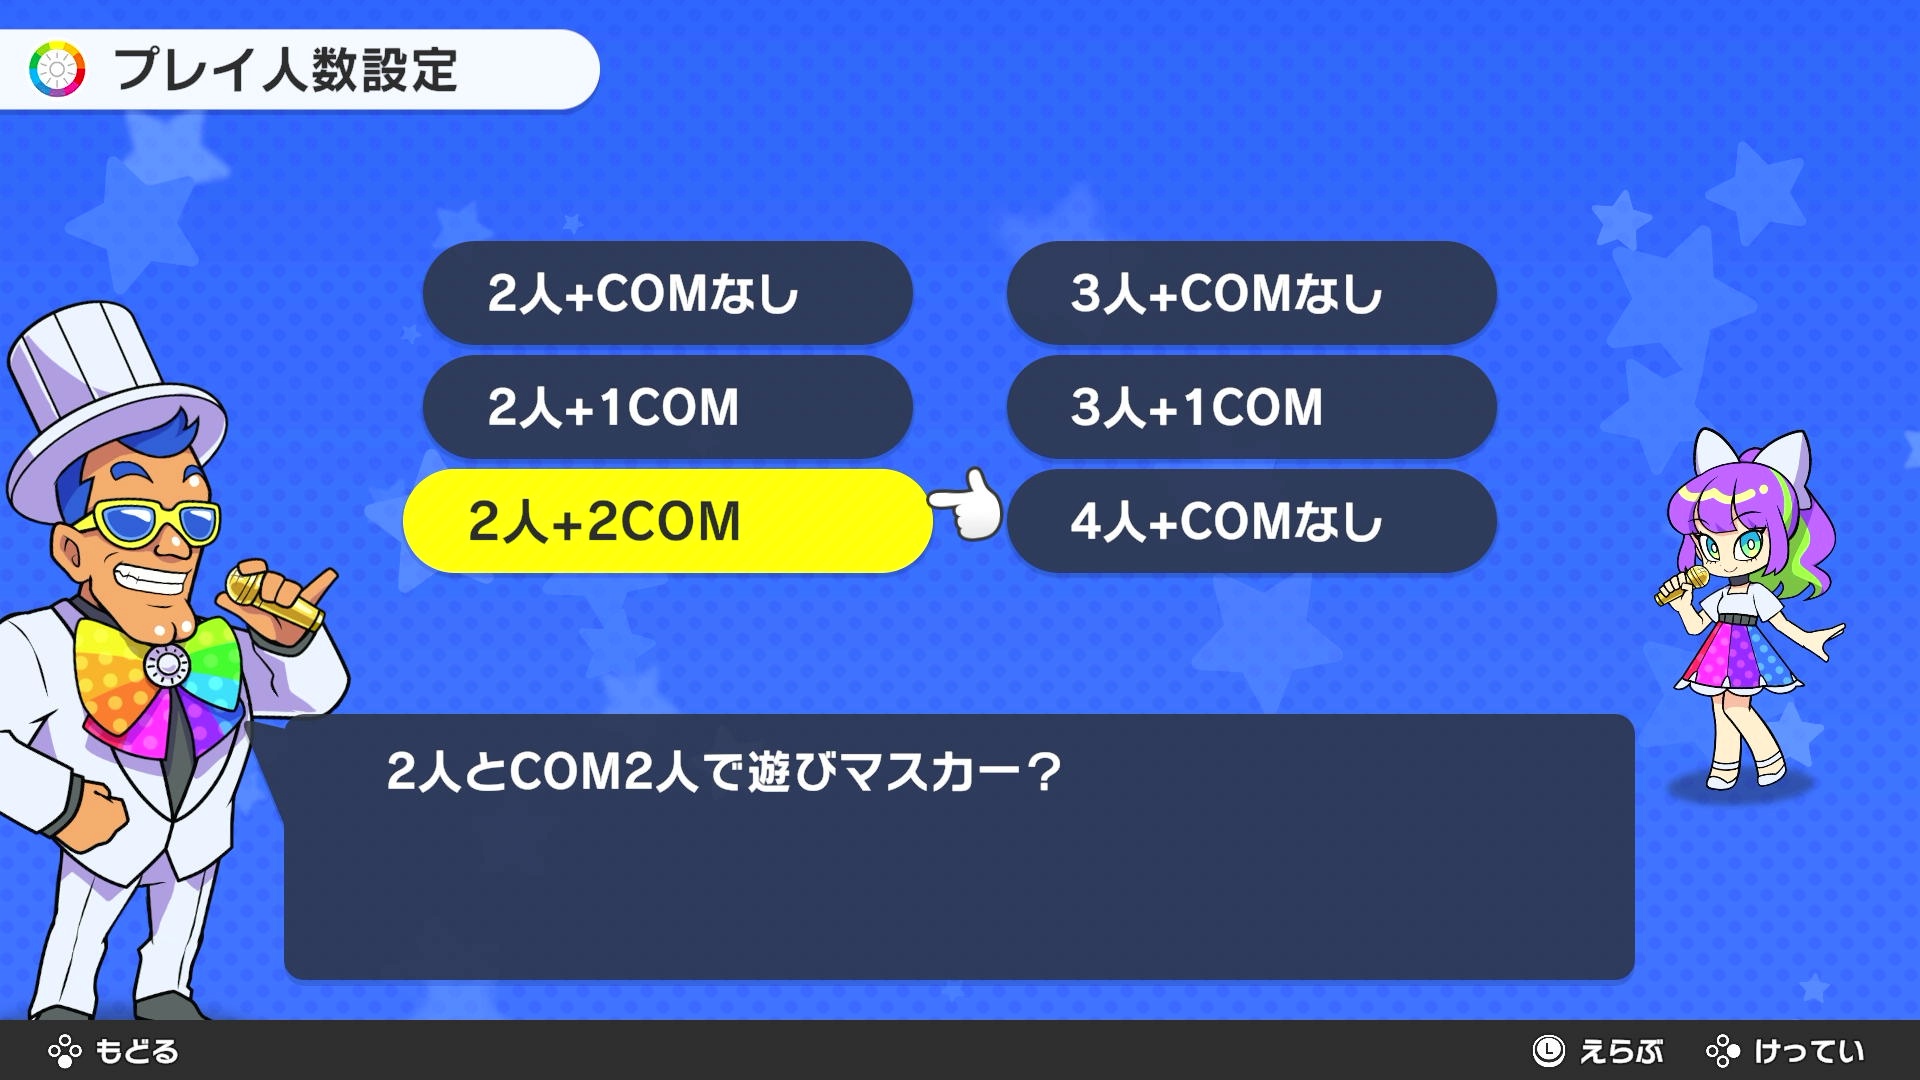 プレイ人数設定
2人+COMなし
3人+COMなし
2人+1COM
3人+1COM
2人+2COM
4人+COMなし
2人とCOM2人で遊びマスカー？
もどる
L えらぶ
けってい